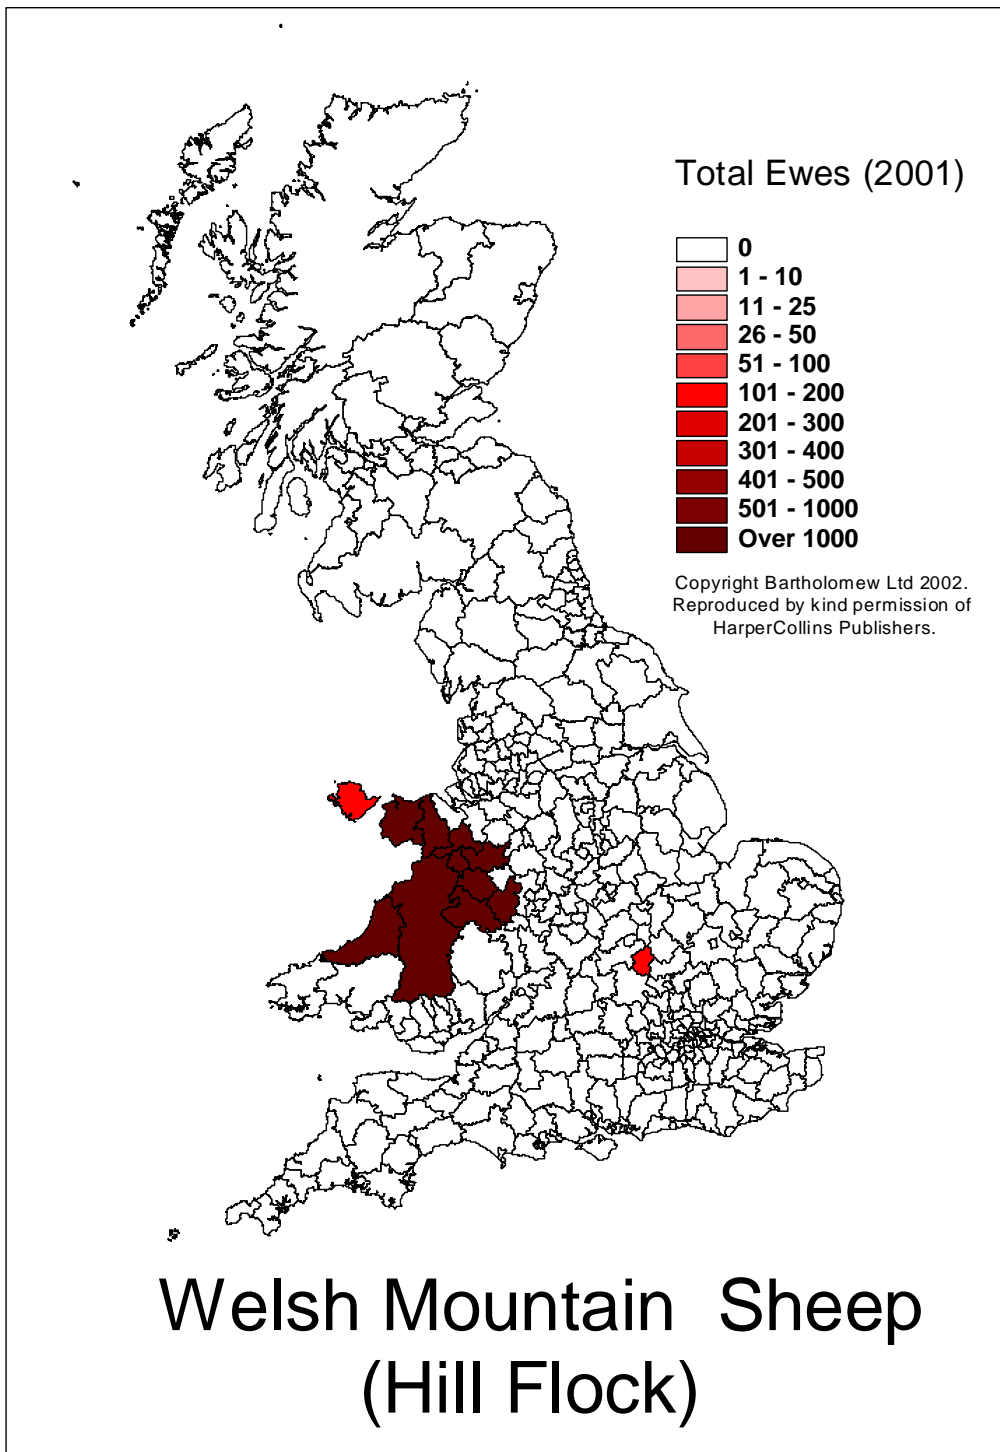 Total Ewes (2001)
0
1 - 10
11 - 25
26 - 50
51 - 100
101 - 200
201 - 300
301 - 400
401 - 500
501 - 1000
Over 1000
Copyright Bartholomew Ltd 2002.
Reproduced by kind permission of
HarperCollins Publishers.
Welsh Mountain Sheep
(Hill Flock)